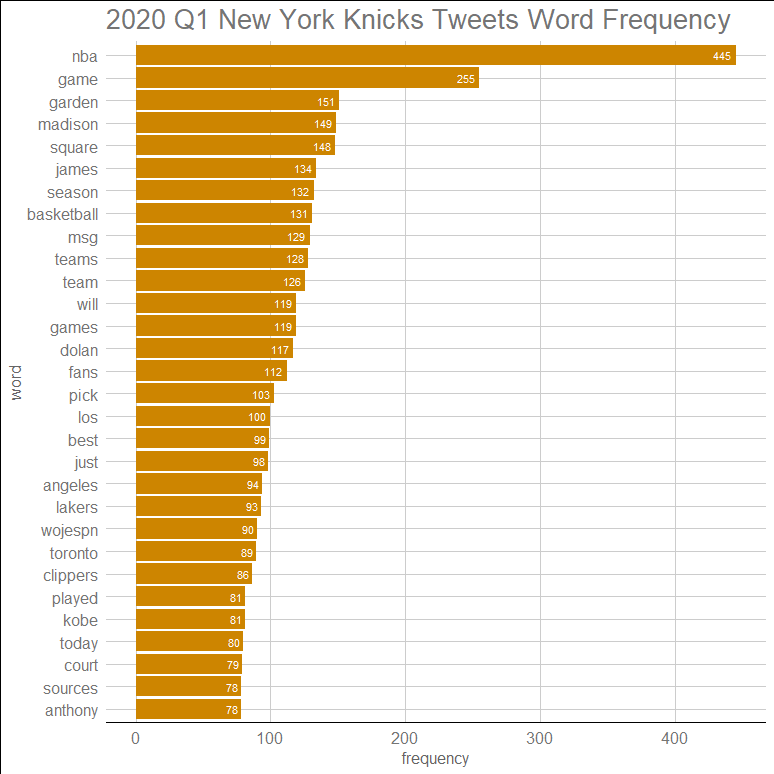 2020 Q1 New York Knicks Tweets Word Frequency
nba 445
game 255
garden 151
madison 149
square 148
james 134
season 132
basketball 131
msg 129
teams 128
team 126
will 119
games 119
dolan 117
fans 112
pick 103
los 100
best 99
just 98
angeles 94
lakers 93
wojespn 90
toronto 89
clippers 86
played 81
kobe 81
today 80
court 79
sources 78
anthony 78
word
0 100 200 300 400
frequency